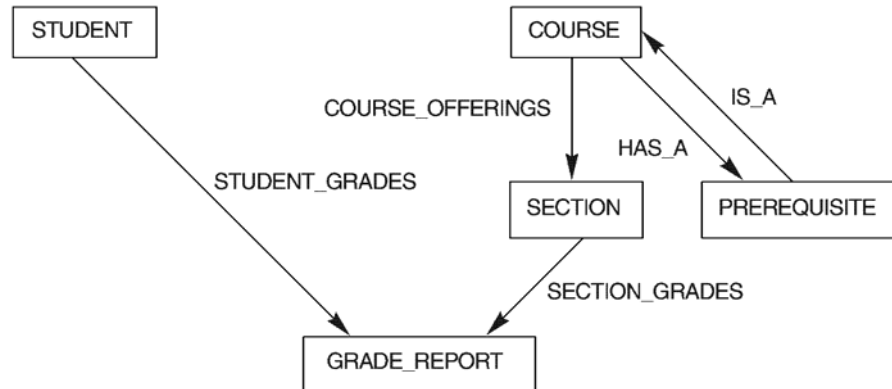 STUDENT
COURSE
COURSE_OFFERINGS
IS_A
HAS_A
STUDENT_GRADES
SECTION
PREREQUISITE
SECTION_GRADES
GRADE_REPORT